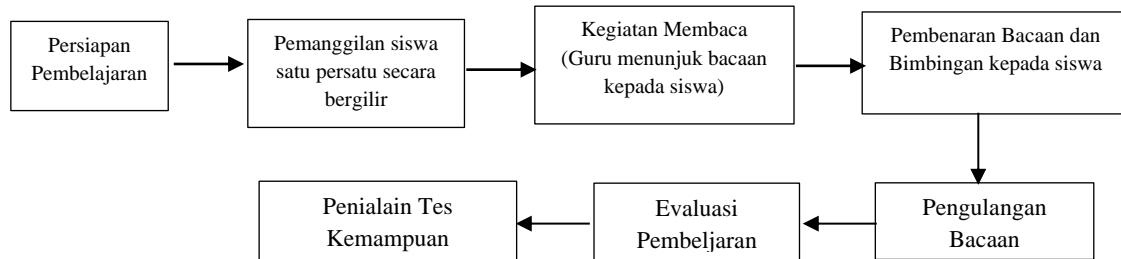 Persiapan
Pembelajaran
Pemanggilan siswa
satu persatu secara
bergilir
Kegiatan Membaca
(Guru menunjuk bacaan
kepada siswa)
Pembenaran Bacaan dan
Bimbingan kepada siswa
Pengulangan
Bacaan
Evaluasi
Pembeljaran
Penialain Tes
Kemampuan